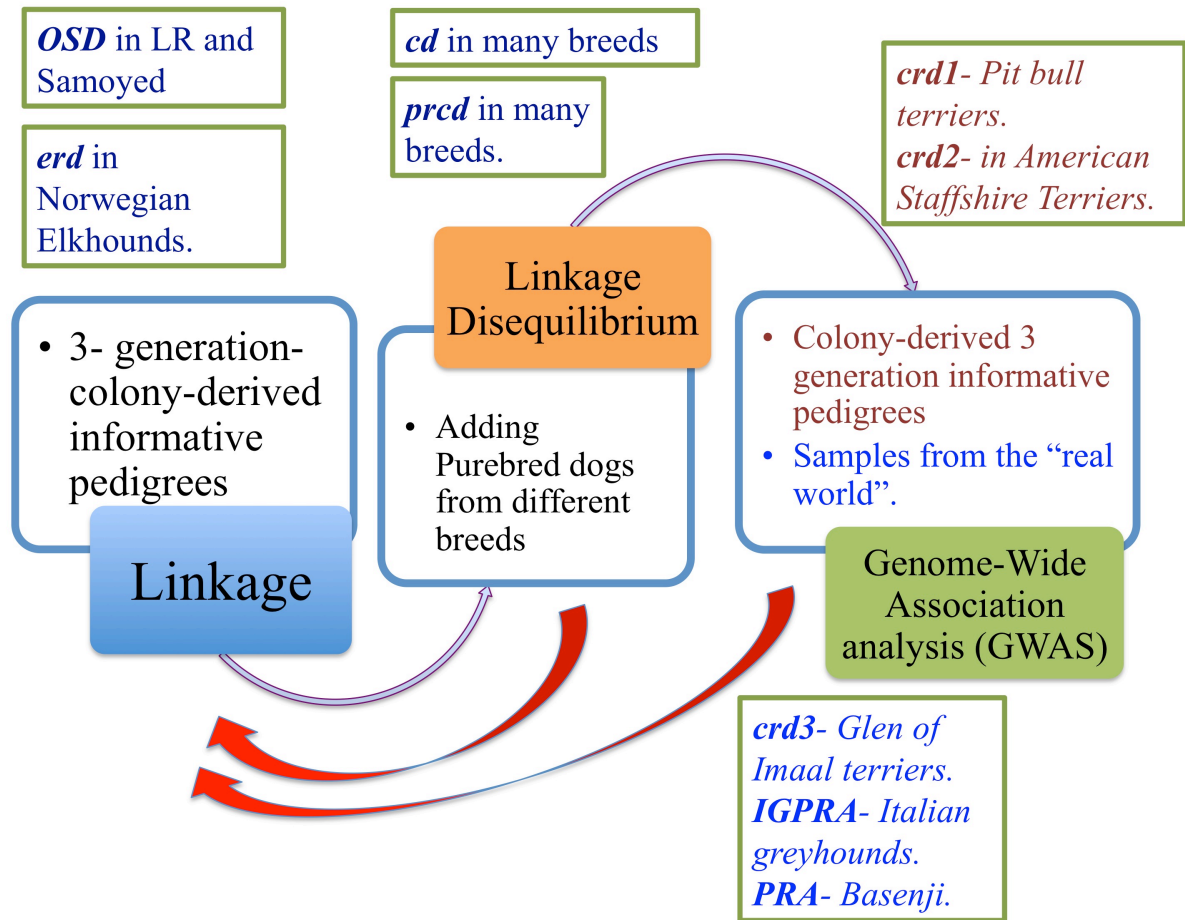 OSD in LR and
Samoyed
erd in
Norwegian
Elkhounds.
cd in many breeds
prcd in many
breeds.
crd1- Pit bull
terriers.
crd2- in American
Staffshire Terriers.
• 3- generation-
colony-derived
informative
pedigrees
Linkage
Linkage
Disequilibrium
• Adding
Purebred dogs
from different
breeds
• Colony-derived 3
generation informative
pedigrees
• Samples from the “real
world”.
Genome-Wide
Association
analysis (GWAS)
crd3- Glen of
Imaal terriers.
IGPRA- Italian
greyhounds.
PRA- Basenji.